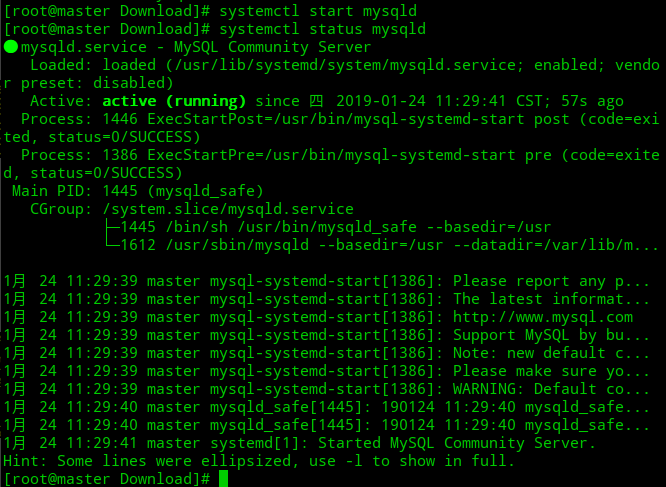 [root@master Download]# systemctl start mysqld
[root@master Download]# systemctl status mysqld
●mysqld.service - MySQL Community Server
   Loaded: loaded (/usr/lib/systemd/system/mysqld.service; enabled; vendo
r preset: disabled)
   Active: active (running) since 四 2019-01-24 11:29:41 CST; 57s ago
  Process: 1446 ExecStartPost=/usr/bin/mysql-systemd-start post (code=exi
ted, status=0/SUCCESS)
  Process: 1386 ExecStartPre=/usr/bin/mysql-systemd-start pre (code=exite
d, status=0/SUCCESS)
 Main PID: 1445 (mysqld_safe)
   CGroup: /system.slice/mysqld.service
           ├─1445 /bin/sh /usr/bin/mysqld_safe --basedir=/usr
           └─1612 /usr/sbin/mysqld --basedir=/usr --datadir=/var/lib/m...
1月 24 11:29:39 master mysql-systemd-start[1386]: Please report any p...
1月 24 11:29:39 master mysql-systemd-start[1386]: The latest informat...
1月 24 11:29:39 master mysql-systemd-start[1386]: http://www.mysql.com
1月 24 11:29:39 master mysql-systemd-start[1386]: Support MySQL by bu...
1月 24 11:29:39 master mysql-systemd-start[1386]: Note: new default c...
1月 24 11:29:39 master mysql-systemd-start[1386]: Please make sure yo...
1月 24 11:29:39 master mysql-systemd-start[1386]: WARNING: Default co...
1月 24 11:29:40 master mysqld_safe[1445]: 190124 11:29:40 mysqld_safe...
1月 24 11:29:40 master mysqld_safe[1445]: 190124 11:29:40 mysqld_safe...
1月 24 11:29:41 master systemd[1]: Started MySQL Community Server.
Hint: Some lines were ellipsized, use -l to show in full.
[root@master Download]#